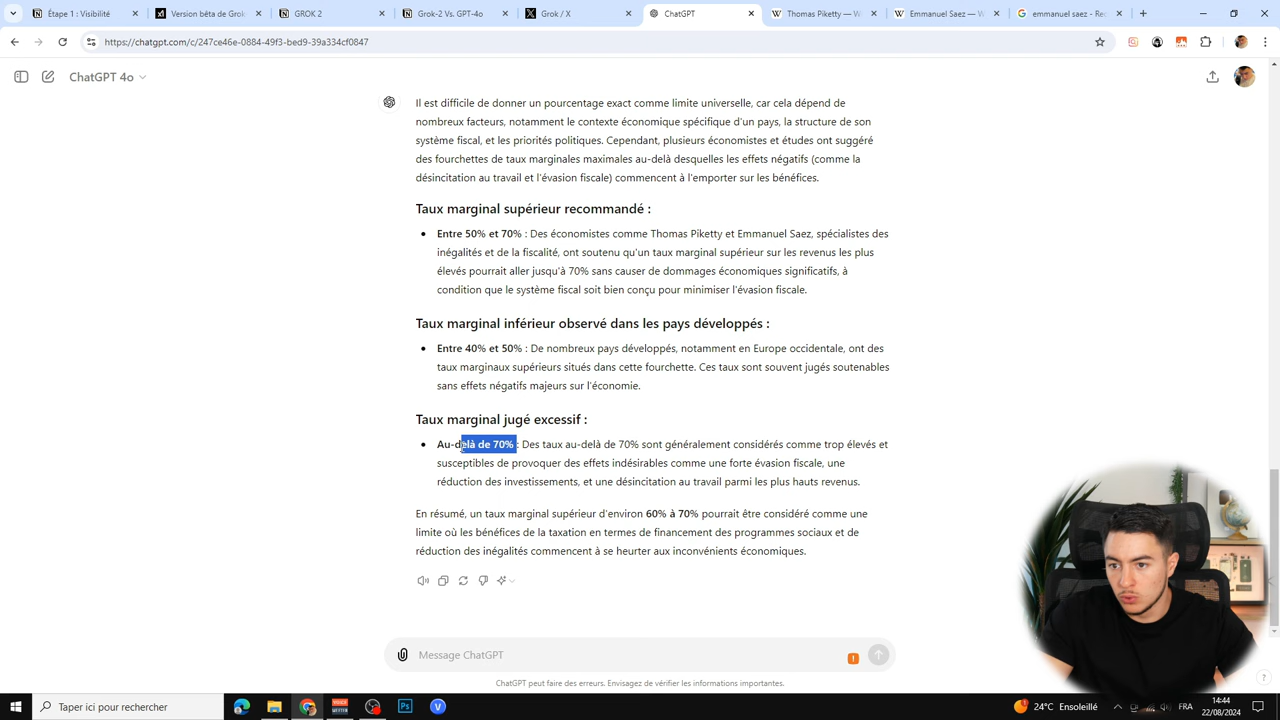 Étape 1 : Visibilité
Version bêta de Grok
GROK 2
Grok-2 Vs. GPT-4o
Grok / X
ChatGPT
Thomas Piketty — W
Emmanuel Saez — W
emmanuel saez - Re
https://chatgpt.com/c/247ce46e-0884-49f3-bed9-39a334cf0847
ChatGPT 4o
Il est difficile de donner un pourcentage exact comme limite universelle, car cela dépend de
nombreux facteurs, notamment le contexte économique spécifique d'un pays, la structure de son
système fiscal, et les priorités politiques. Cependant, plusieurs économistes et études ont suggéré
des fourchettes de taux marginales maximales au-delà desquelles les effets négatifs (comme la
désincitation au travail et l'évasion fiscale) commencent à l'emporter sur les bénéfices.
Taux marginal supérieur recommandé :
• Entre 50% et 70% : Des économistes comme Thomas Piketty et Emmanuel Saez, spécialistes des
inégalités et de la fiscalité, ont soutenu qu'un taux marginal supérieur sur les revenus les plus
élevés pourrait aller jusqu'à 70% sans causer de dommages économiques significatifs, à
condition que le système fiscal soit bien conçu pour minimiser l'évasion fiscale.
Taux marginal inférieur observé dans les pays développés :
• Entre 40% et 50% : De nombreux pays développés, notamment en Europe occidentale, ont des
taux marginaux supérieurs situés dans cette fourchette. Ces taux sont souvent jugés soutenables
sans effets négatifs majeurs sur l'économie.
Taux marginal jugé excessif :
• Au-delà de 70% : Des taux au-delà de 70% sont généralement considérés comme trop élevés et
susceptibles de provoquer des effets indésirables comme une forte évasion fiscale, une
réduction des investissements, et une désincitation au travail parmi les plus hauts revenus.
En résumé, un taux marginal supérieur d'environ 60% à 70% pourrait être considéré comme une
limite où les bénéfices de la taxation en termes de financement des programmes sociaux et de
réduction des inégalités commencent à se heurter aux inconvénients économiques.
Message ChatGPT
ChatGPT peut faire des erreurs. Envisagez de vérifier les informations importantes.
Taper ici pour rechercher
24°C Ensoleillé
FRA
14:44
22/08/2024